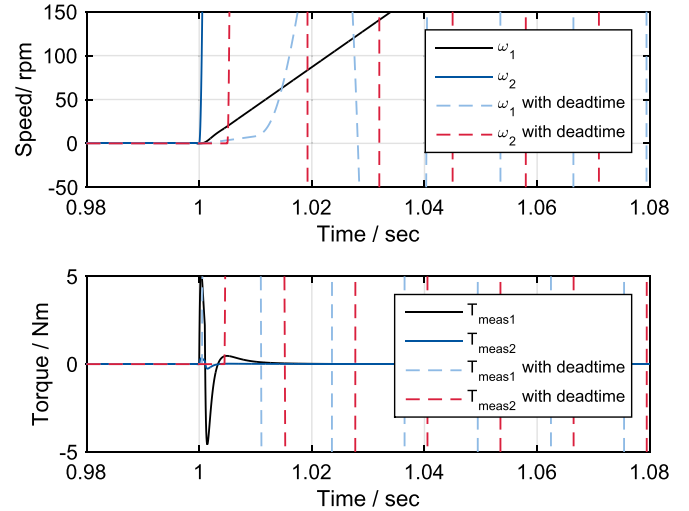 150
100
50
0
-50
Speed/ rpm
ω1
ω2
ω1 with deadtime
ω2 with deadtime
0.98 1 1.02 1.04 1.06 1.08
Time / sec
5
0
-5
Torque / Nm
Tmeas1
Tmeas2
Tmeas1 with deadtime
Tmeas2 with deadtime
0.98 1 1.02 1.04 1.06 1.08
Time / sec